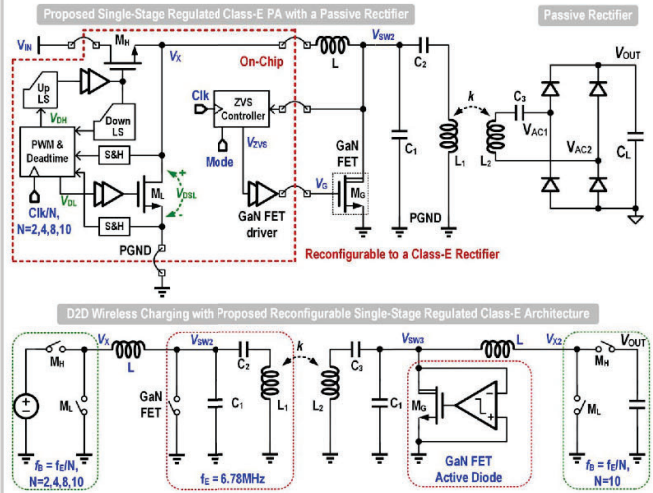 Proposed Single-Stage Regulated Class-E PA with a Passive Rectifier
Passive Rectifier
VIN
MH
VX
On-Chip
L
VSW2
C2
k
C3
VOUT
Up
LS
VDH
Down
LS
Clk
ZVS
Controller
GaN
FET
C1
L1
L2
VAC1
VAC2
CL
PWM &
Deadtime
S&H
Mode
VZVS
VDL
ML
+
VDSL
-
VG
MG
Clk/N,
N=2,4,8,10
S&H
GaN FET
driver
PGND
PGND
Reconfigurable to a Class-E Rectifier
D2D Wireless Charging with Proposed Reconfigurable Single-Stage Regulated Class-E Architecture
MH
VX
L
VSW2
C2
k
C3
VSW3
L
VX2
MH
VOUT
ML
GaN
FET
C1
L1
L2
C1
MG
ML
fB = fE/N,
N=2,4,8,10
fE = 6.78MHz
GaN FET
Active Diode
fB = fE/N,
N=10